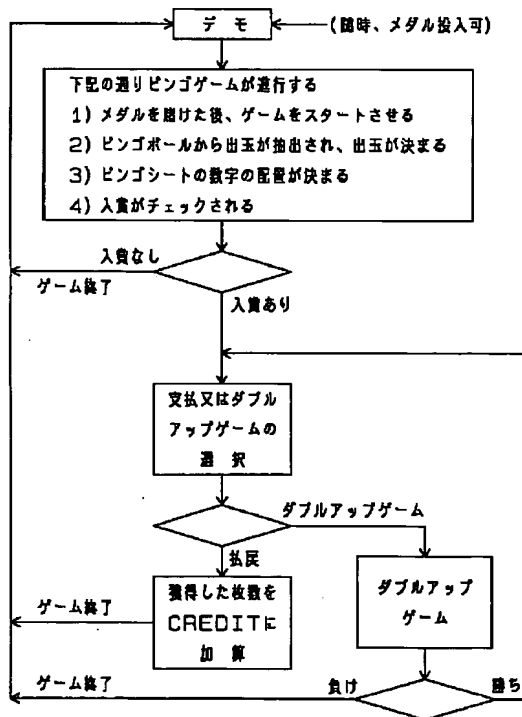 デモ
(随時、メダル投入可)
下記の通りビンゴゲームが進行する
1) メダルを賭けた後、ゲームをスタートさせる
2) ビンゴボールから出玉が抽出され、出玉が決まる
3) ビンゴシートの数字の配置が決まる
4) 入賞がチェックされる
入賞なし
ゲーム終了
入賞あり
支払又はダブル
アップゲームの
選択
ダブルアップゲーム
払戻
獲得した枚数を
CREDITに
加算
ゲーム終了
ダブルアップ
ゲーム
ゲーム終了
負け
勝ち